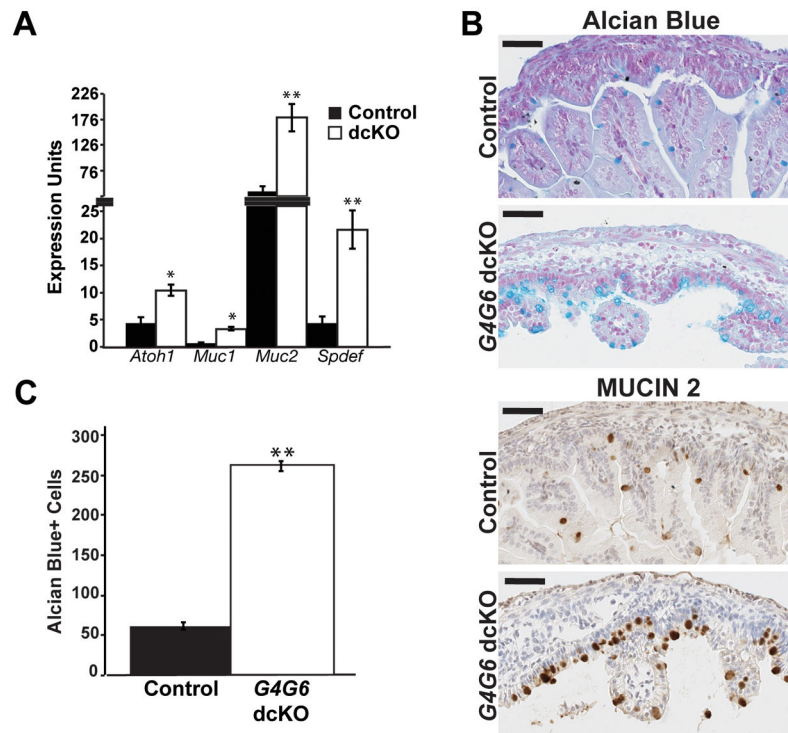 A
226
176
126
76
25
20
15
10
5
0
Expression Units
Control
dcKO
*
*
**
**
Atoh1 Muc1 Muc2 Spdef
B
Alcian Blue
Control
G4G6 dcKO
MUCIN 2
Control
G4G6 dcKO
C
300
250
200
150
100
50
0
Alcian Blue+ Cells
**
Control G4G6
dcKO